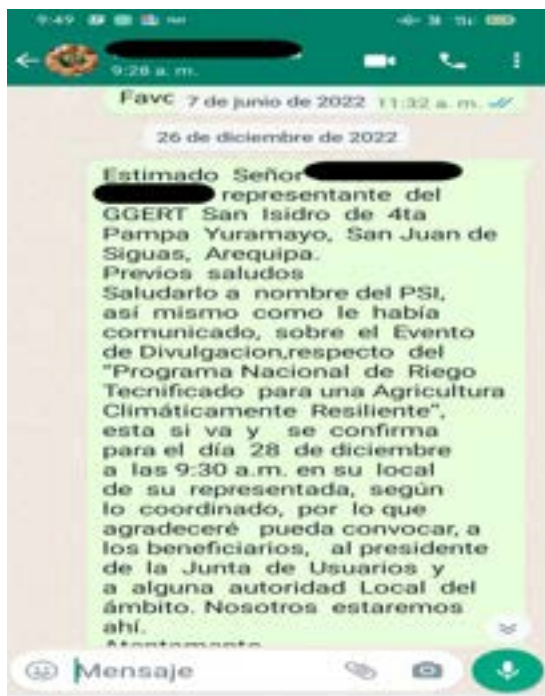 9:49
9:28 a. m.
Favc 7 de junio de 2022 11:32 a. m.
26 de diciembre de 2022
Estimado Señor
representante del
GGERT San Isidro de 4ta
Pampa Yuramayo, San Juan de
Siguas, Arequipa.
Previos saludos
Saludarlo a nombre del PSI,
así mismo como le había
comunicado, sobre el Evento
de Divulgacion,respecto del
"Programa Nacional de Riego
Tecnificado para una Agricultura
Climáticamente Resiliente",
esta si va y se confirma
para el día 28 de diciembre
a las 9:30 a.m. en su local
de su representada, según
lo coordinado, por lo que
agradeceré pueda convocar, a
los beneficiarios, al presidente
de la Junta de Usuarios y
a alguna autoridad Local del
ámbito. Nosotros estaremos
ahí.
Atentamante
Mensaje